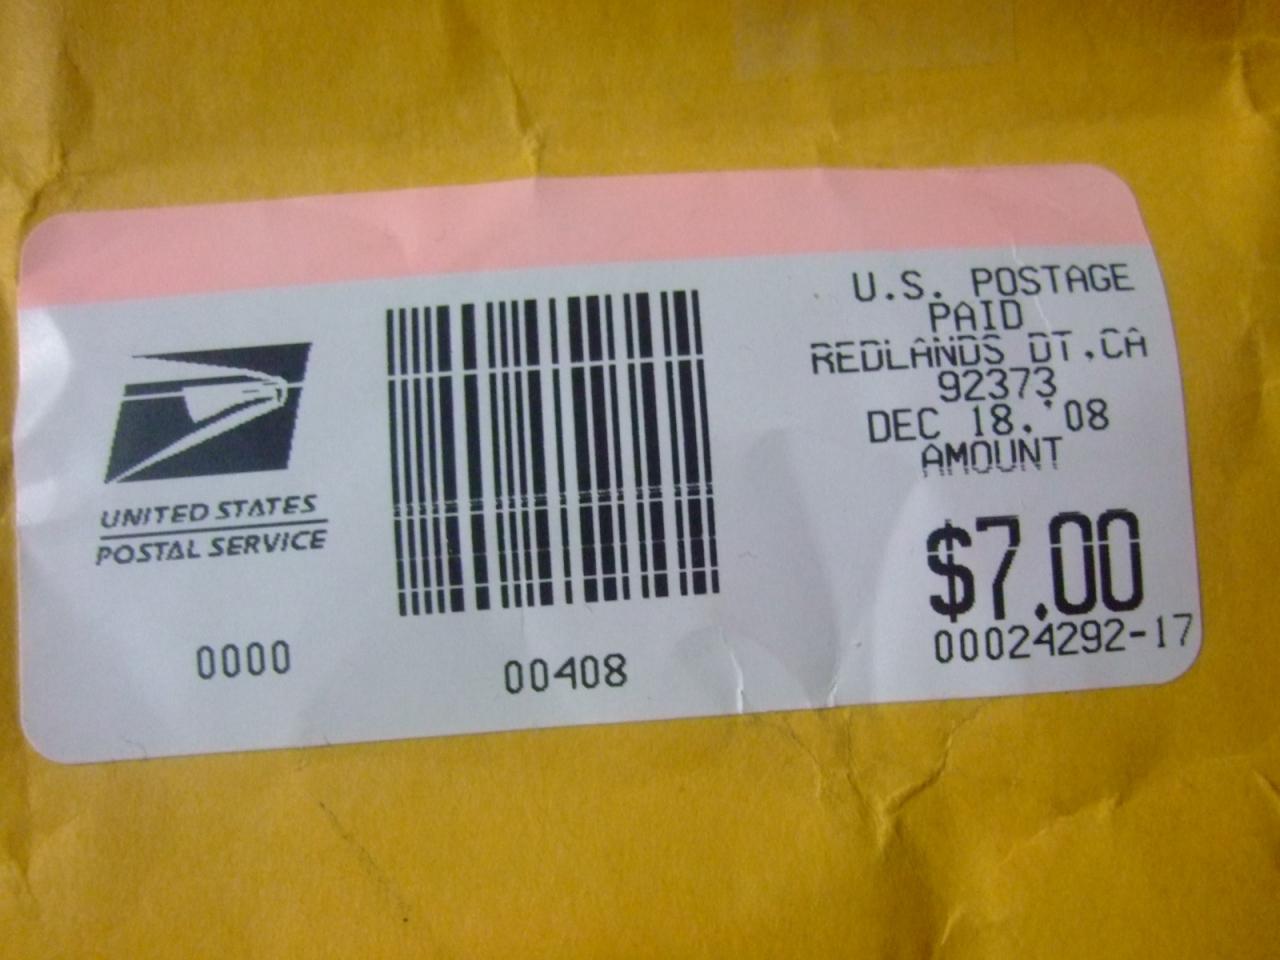 UNITED STATES
POSTAL SERVICE
0000
00408
U.S. POSTAGE
PAID
REDLANDS DT,CA
92373
DEC 18, '08
AMOUNT
$7.00
00024292-17